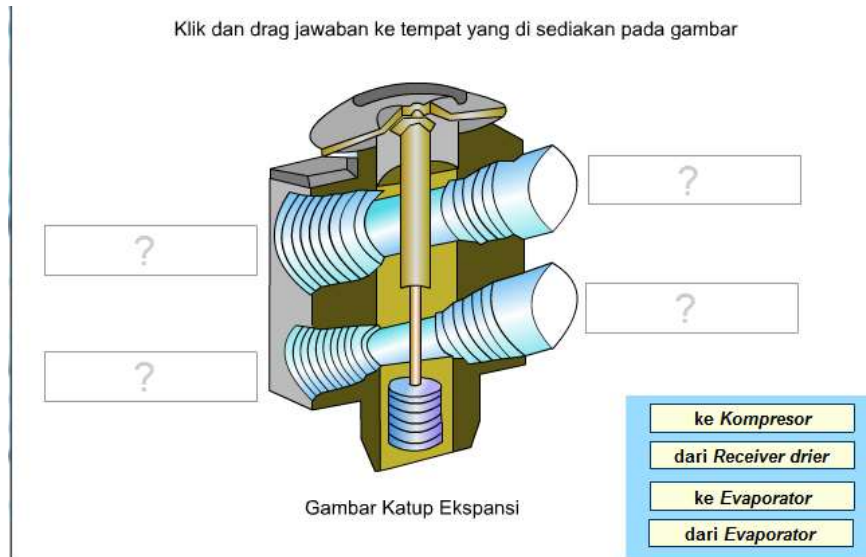 Klik dan drag jawaban ke tempat yang di sediakan pada gambar
?
?
?
?
ke Kompresor
dari Receiver drier
ke Evaporator
dari Evaporator
Gambar Katup Ekspansi